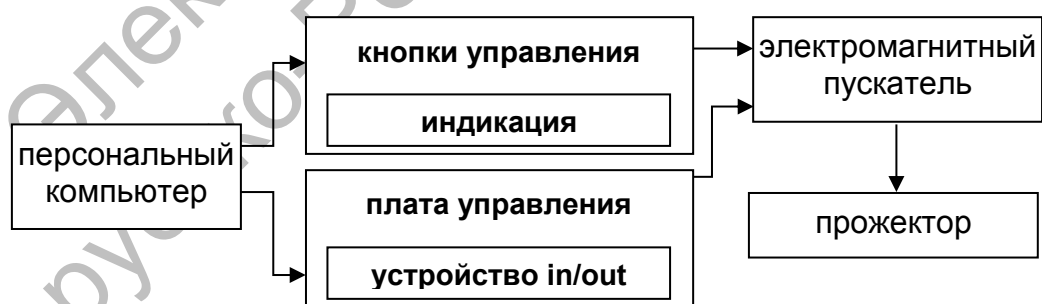 персональный
компьютер
кнопки управления
индикация
плата управления
устройство in/out
электромагнитный
пускатель
прожектор